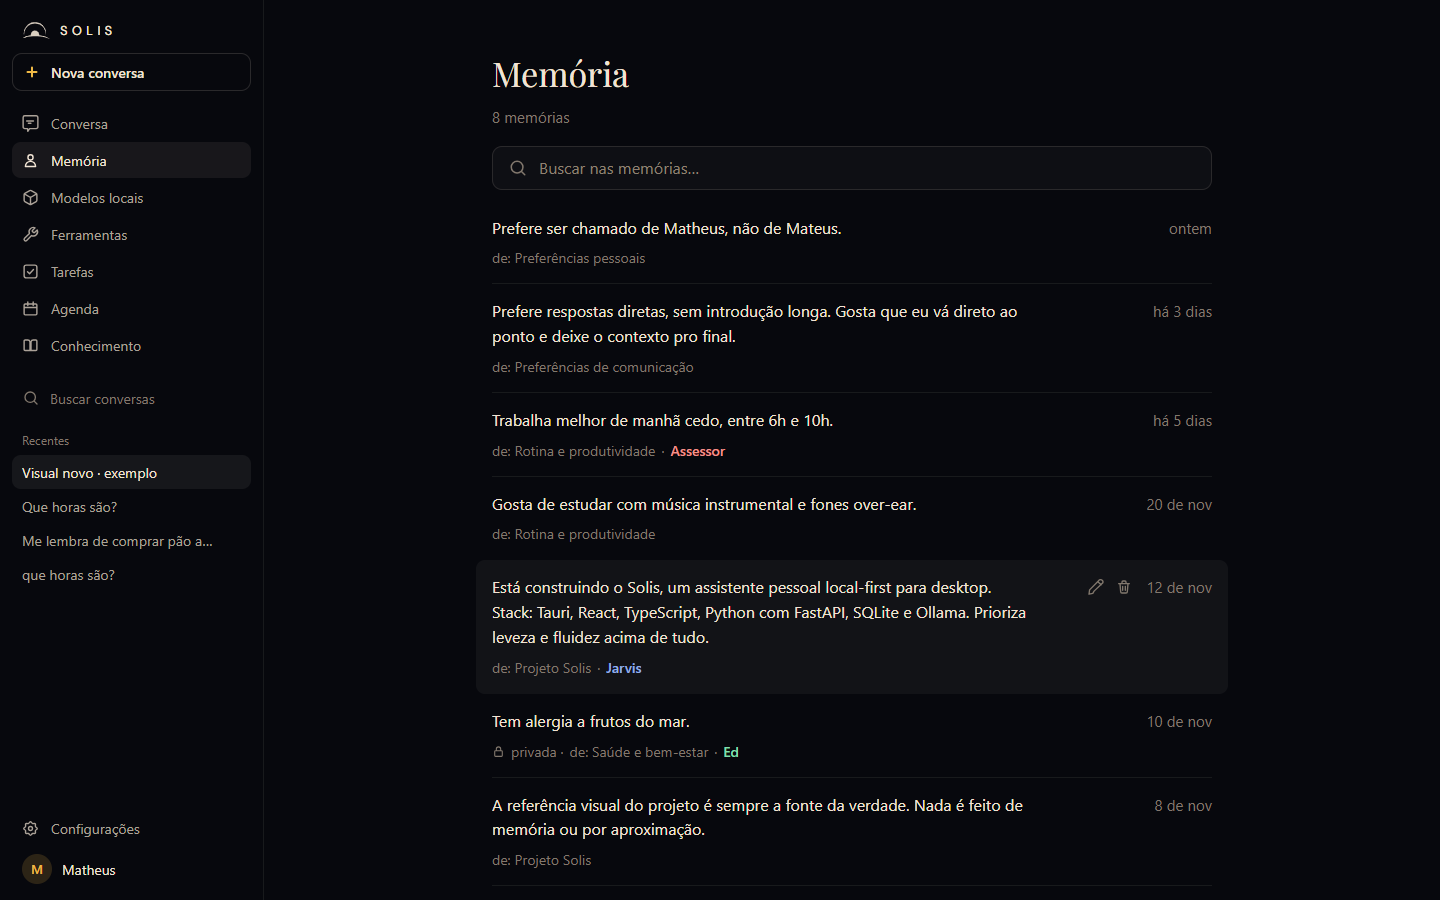 SOLIS
Nova conversa
Conversa
Memória
Modelos locais
Ferramentas
Tarefas
Agenda
Conhecimento
Buscar conversas
Recentes
Visual novo · exemplo
Que horas são?
Me lembra de comprar pão a...
que horas são?
Configurações
M Matheus
Memória
8 memórias
Buscar nas memórias...
Prefere ser chamado de Matheus, não de Mateus. ontem
de: Preferências pessoais
Prefere respostas diretas, sem introdução longa. Gosta que eu vá direto ao há 3 dias
ponto e deixe o contexto pro final.
de: Preferências de comunicação
Trabalha melhor de manhã cedo, entre 6h e 10h. há 5 dias
de: Rotina e produtividade · Assessor
Gosta de estudar com música instrumental e fones over-ear. 20 de nov
de: Rotina e produtividade
Está construindo o Solis, um assistente pessoal local-first para desktop. 12 de nov
Stack: Tauri, React, TypeScript, Python com FastAPI, SQLite e Ollama. Prioriza
leveza e fluidez acima de tudo.
de: Projeto Solis · Jarvis
Tem alergia a frutos do mar. 10 de nov
privada · de: Saúde e bem-estar · Ed
A referência visual do projeto é sempre a fonte da verdade. Nada é feito de 8 de nov
memória ou por aproximação.
de: Projeto Solis